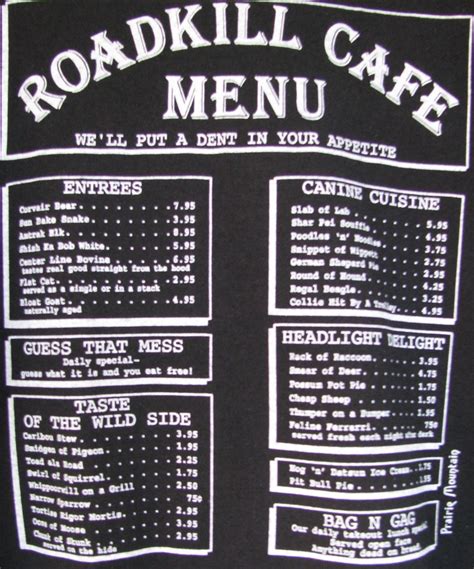 ROADKILL CAFE
MENU
WE'LL PUT A DENT IN YOUR APPETITE
ENTREES
Corvair Bear . . . . . . . 7.95
Sun Bake Snake . . . . . . 3.95
Amtrak Elk . . . . . . . . 4.95
Shish Ka Bob White . . . . 5.95
Center Line Bovine . . . . 6.95
tastes real good straight from the hood
Flat Cat . . . . . . . . . 2.95
served as a single or in a stack
Bloat Goat . . . . . . . . 4.95
naturally aged
GUESS THAT MESS
Daily special-
guess what it is and you eat free!
TASTE
OF THE WILD SIDE
Caribou Stew . . . . . . . 3.95
Smidgen of Pigeon . . . . 1.95
Toad ala Road . . . . . . 2.25
Swirl of Squirrel . . . . 1.75
Whippoorwill on a Grill . 2.50
Narrow Sparrow . . . . . . 75¢
Tortise Rigor Mortis . . . 2.95
Oose of Moose . . . . . . 3.95
Chunk of Skunk . . . . . . 2.95
served on the hide
CANINE CUISINE
Slab of Lab . . . . . . . 5.95
Shar Pei Souffle . . . . . 5.95
Poodles 'n' Noodles . . . 4.95
Snippet of Wippett . . . . 3.75
German Shepard Pie . . . . 2.95
Round of Hound . . . . . . 2.95
Regal Beagle . . . . . . . 4.25
Collie Hit By A Trolley . 4.95
HEADLIGHT DELIGHT
Rack of Raccoon . . . . . 3.95
Smear of Deer . . . . . . 4.75
Possum Pot Pie . . . . . . 3.95
Cheap Sheep . . . . . . . 1.50
Thumper on a Bumper . . . 1.95
Feline Farrarri . . . . . 75¢
served fresh each night the dark
Hog 'n' Datsun Ice Cream . 1.75
Pit Bull Pie . . . . . . . 1.35
BAG N GAG
Our daily takeout lunch special
Served open face
Anything dead on bread
Prairie Mountain